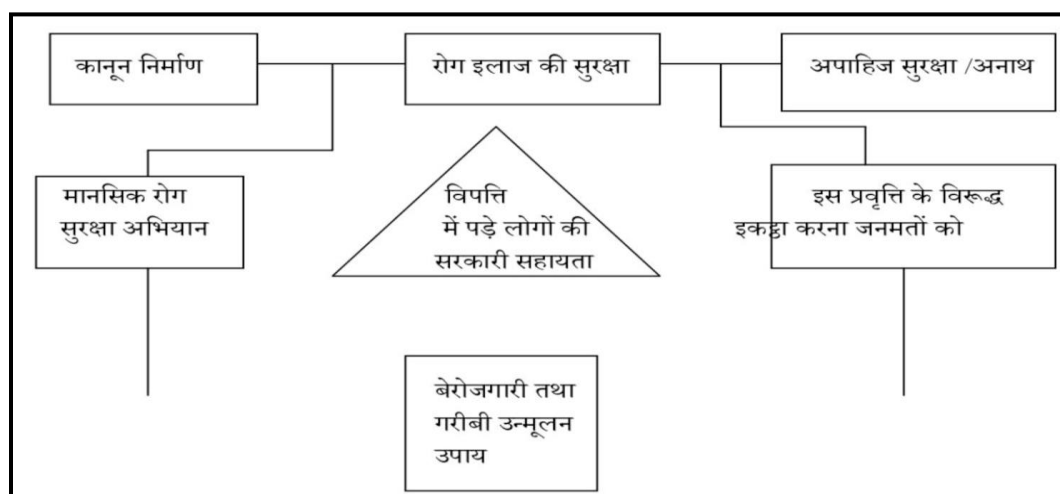 कानून निर्माण
रोग इलाज की सुरक्षा
अपाहिज सुरक्षा /अनाथ
मानसिक रोग
सुरक्षा अभियान
विपत्ति
में पड़े लोगों की
सरकारी सहायता
इस प्रवृत्ति के विरूद्ध
इकट्ठा करना जनमतों को
बेरोजगारी तथा
गरीबी उन्मूलन
उपाय